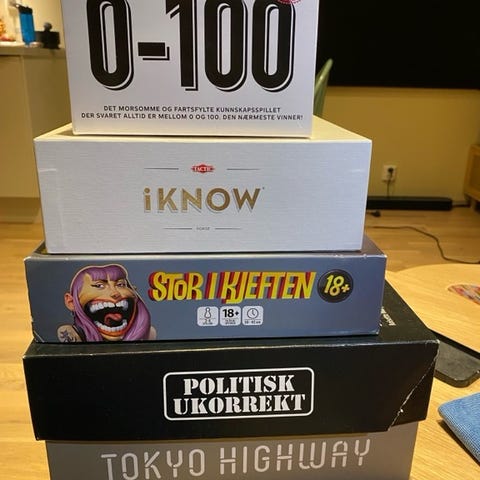 0-100
DET MORSOMME OG FARTSFYLTE KUNNSKAPSSPILLET
DER SVARET ALLTID ER MELLOM 0 OG 100. DEN NÆRMESTE VINNER!
TACTIC
iKNOW
NORGE
STOR I KJEFTEN 18+
18+
POLITISK
UKORREKT
TOKYO HIGHWAY